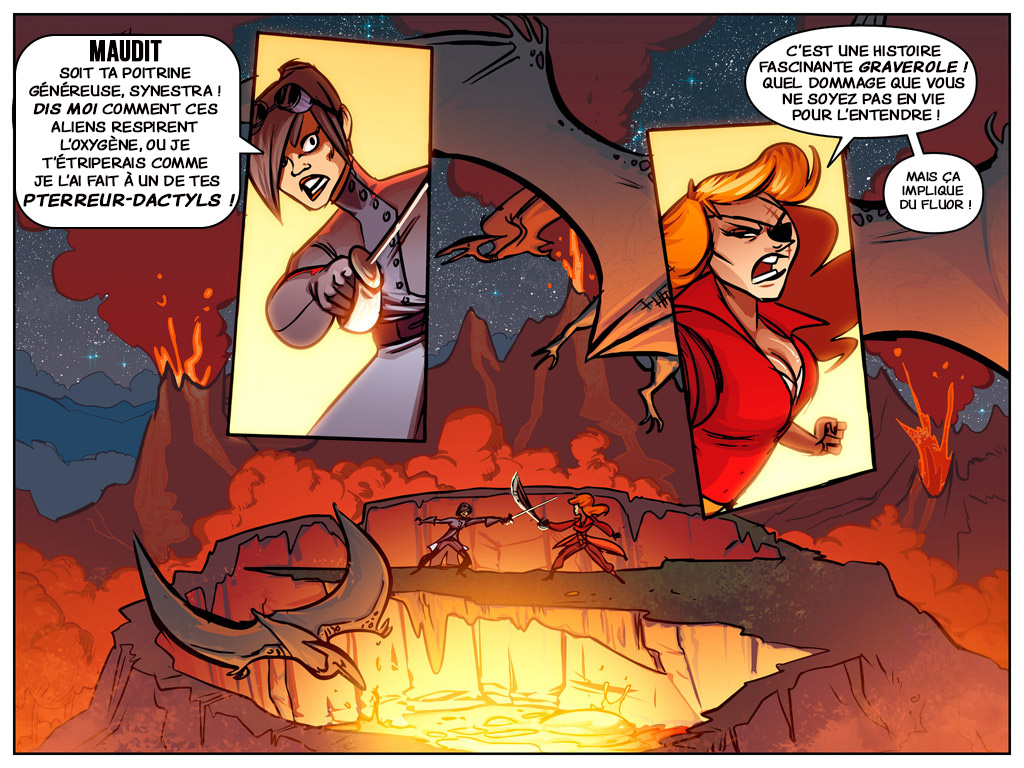 MAUDIT
SOIT TA POITRINE
GÉNÉREUSE, SYNESTRA !
DIS MOI COMMENT CES
ALIENS RESPIRENT
L'OXYGÈNE, OU JE
T'ÉTRIPERAIS COMME
JE L'AI FAIT À UN DE TES
PTERREUR-DACTYLS !
C'EST UNE HISTOIRE
FASCINANTE GRAVEROLE !
QUEL DOMMAGE QUE VOUS
NE SOYEZ PAS EN VIE
POUR L'ENTENDRE !
MAIS ÇA
IMPLIQUE
DU FLUOR !